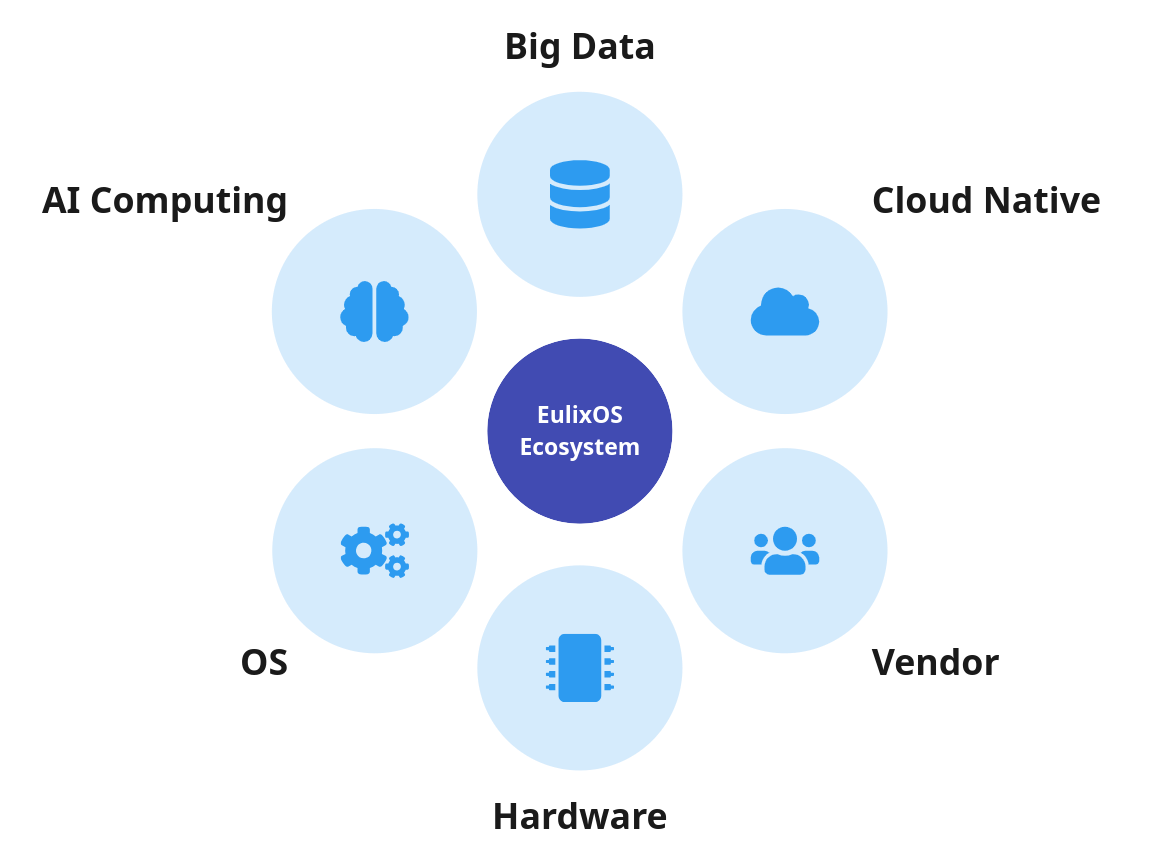 Big Data
AI Computing
Cloud Native
EulixOS
Ecosystem
OS
Vendor
Hardware